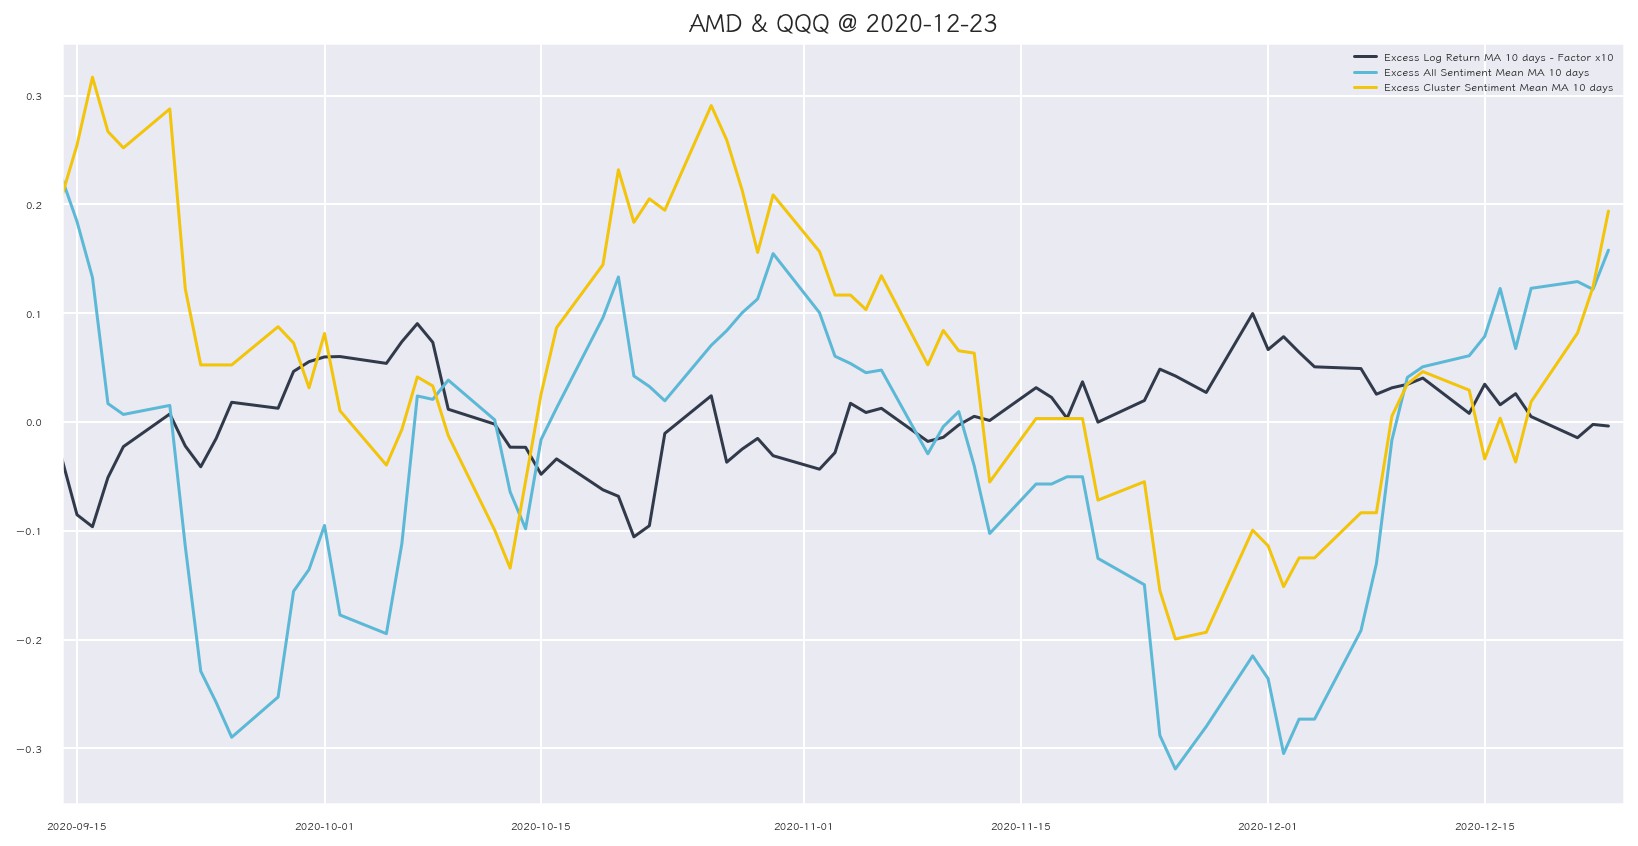 AMD & QQQ @ 2020-12-23
Excess Log Return MA 10 days - Factor x10
Excess All Sentiment Mean MA 10 days
Excess Cluster Sentiment Mean MA 10 days
0.3
0.2
0.1
0.0
−0.1
−0.2
−0.3
2020-09-15 2020-10-01 2020-10-15 2020-11-01 2020-11-15 2020-12-01 2020-12-15